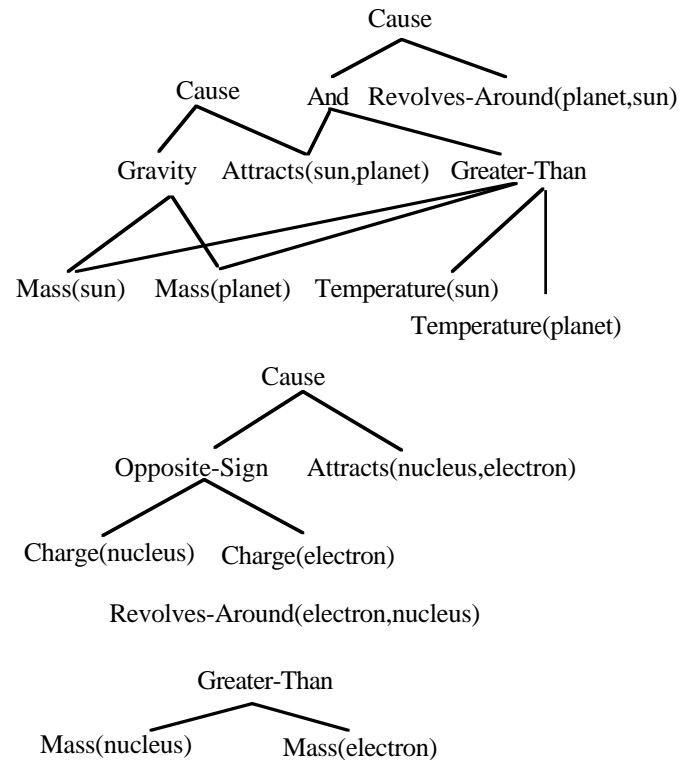 Cause
Cause And Revolves-Around(planet,sun)
Gravity Attracts(sun,planet) Greater-Than
Mass(sun) Mass(planet) Temperature(sun)
Temperature(planet)
Cause
Opposite-Sign Attracts(nucleus,electron)
Charge(nucleus) Charge(electron)
Revolves-Around(electron,nucleus)
Greater-Than
Mass(nucleus) Mass(electron)